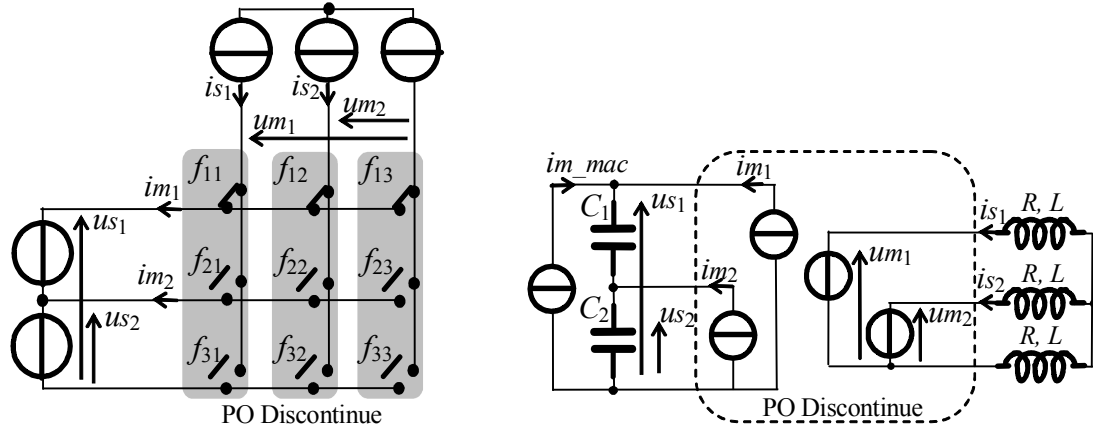 is1 is2
um2
um1
f11 f12 f13
im1
us1
f21 f22 f23
im2
us2
f31 f32 f33
PO Discontinue
im_mac im1
C1 us1
R, L
is1
um1
im2
R, L
is2
C2 us2
um2
R, L
PO Discontinue